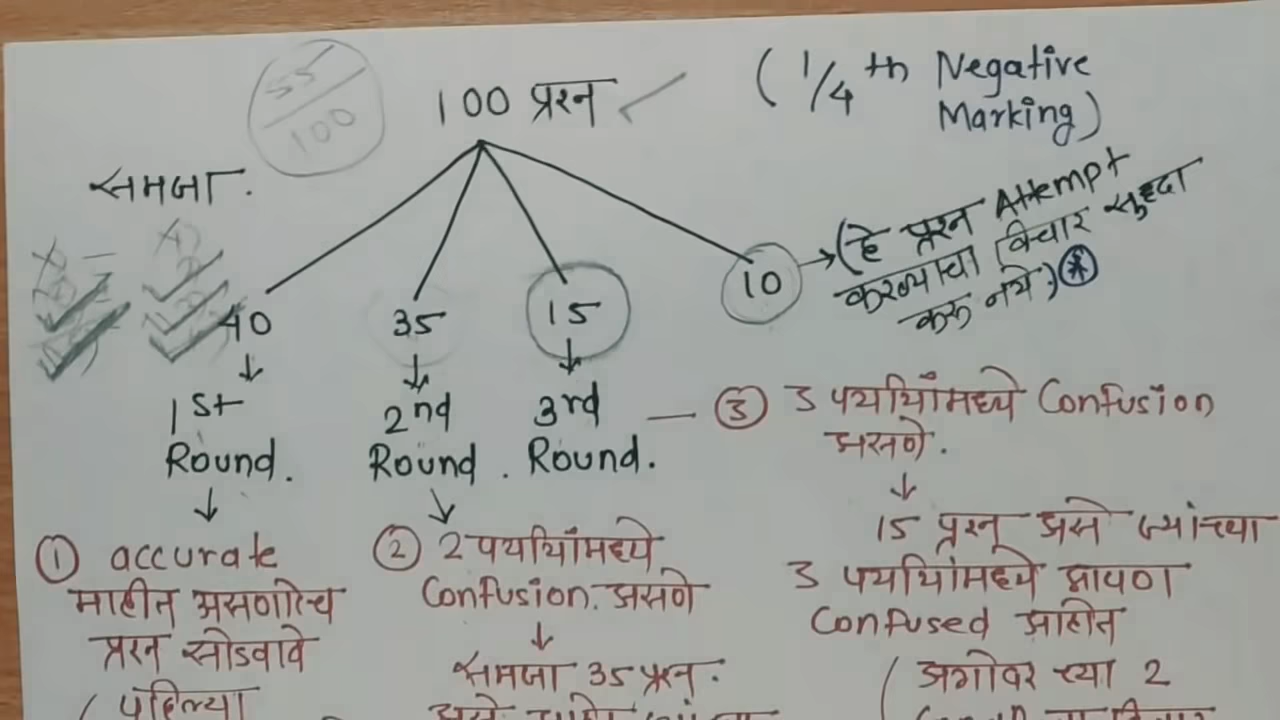 55/100
100 प्रश्न
(1/4th Negative
Marking)
समजा.
40
35
15
10
→ (हे प्रश्न Attempt
करण्याचा विचार सुद्दा
करू नये)
↓
1st
Round.
↓
2nd
Round.
↓
3rd
Round.
— ③ 3 पर्यायांमध्ये Confusion
असणे.
↓
15 प्रश्न असे ज्यांच्या
3 पर्यायांमध्ये आपण
Confused आहोत
(अगोदर च्या 2
↓
① accurate
माहीत असणारेच
प्रश्न सोडवावे
(पहिल्या
↓
② 2 पर्यायांमध्ये
Confusion. असणे
↓
समजा 35 प्रश्न.